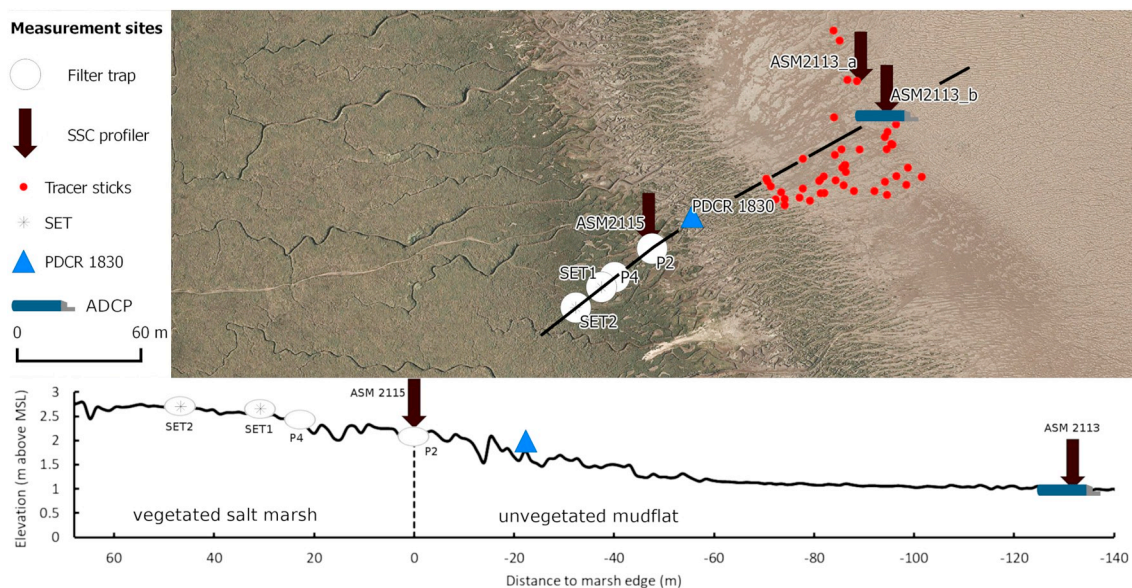 Measurement sites
Filter trap
SSC profiler
Tracer sticks
SET
PDCR 1830
ADCP
0 60 m
ASM2113_a
ASM2113_b
PDCR 1830
ASM2115
P2
SET1
P4
SET2
Elevation (m above MSL)
3
2.5
2
1.5
1
0.5
0
SET2
SET1
P4
ASM 2115
P2
ASM 2113
vegetated salt marsh
unvegetated mudflat
60 40 20 0 -20 -40 -60 -80 -100 -120 -140
Distance to marsh edge (m)